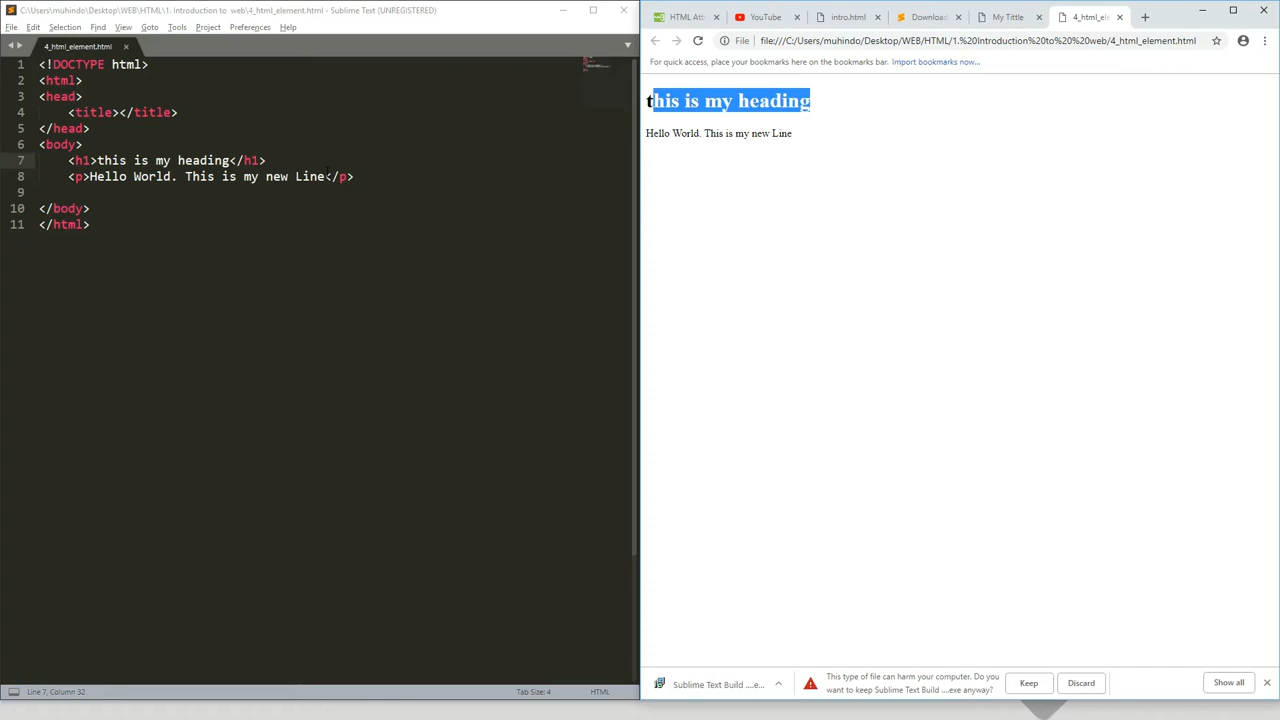 C:\Users\muhindo\Desktop\WEB\HTML\1. Introduction to  web\4_html_element.html - Sublime Text (UNREGISTERED)
File Edit Selection Find View Goto Tools Project Preferences Help
4_html_element.html
1 <!DOCTYPE html>
2 <html>
3 <head>
4 <title></title>
5 </head>
6 <body>
7 <h1>this is my heading</h1>
8 <p>Hello World. This is my new Line</p>
9
10 </body>
11 </html>
Line 7, Column 32
Tab Size: 4
HTML
HTML Att
YouTube
intro.html
Download
My Tittle
4_html_ele
File file:///C:/Users/muhindo/Desktop/WEB/HTML/1.%20Introduction%20to%20%20web/4_html_element.html
For quick access, place your bookmarks here on the bookmarks bar. Import bookmarks now...
this is my heading
Hello World. This is my new Line
Sublime Text Build ....e...
This type of file can harm your computer. Do you
want to keep Sublime Text Build ....exe anyway?
Keep
Discard
Show all